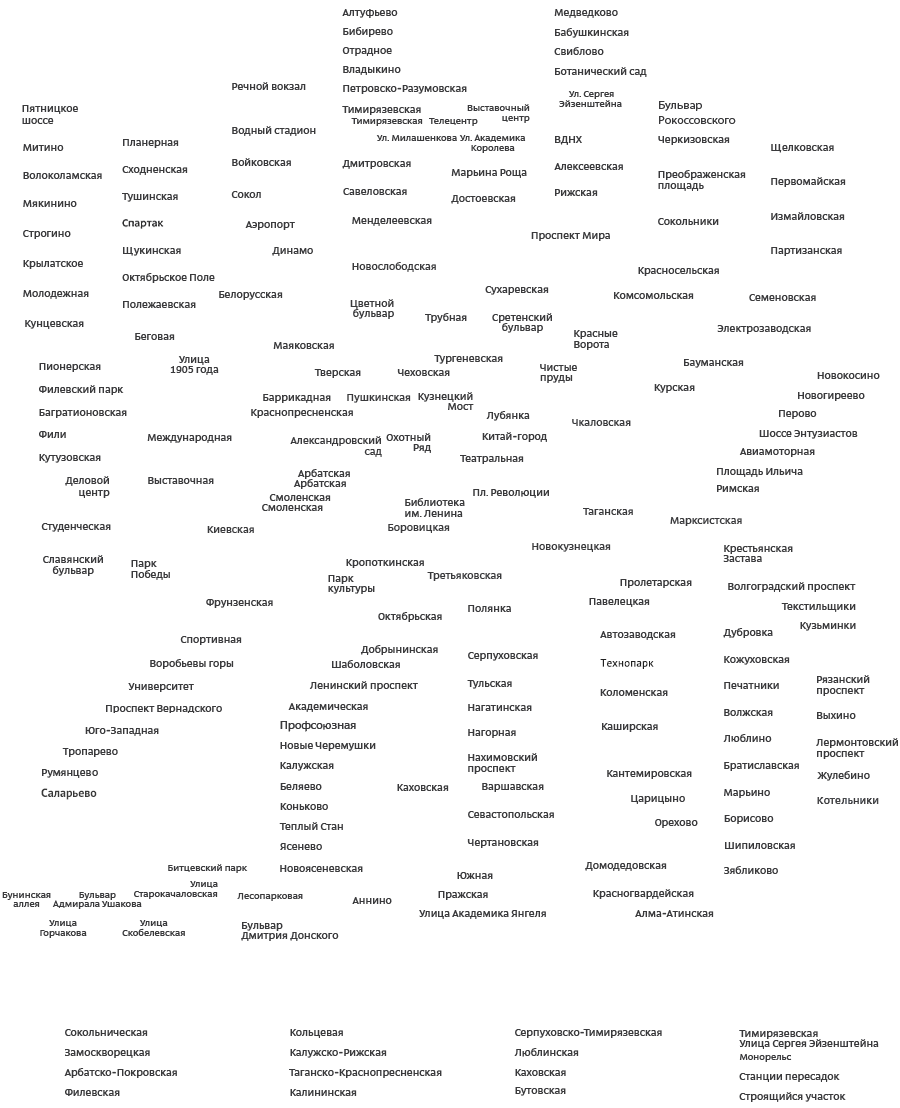 Алтуфьево
Медведково
Бибирево
Бабушкинская
Отрадное
Свиблово
Владыкино
Ботанический сад
Речной вокзал
Петровско-Разумовская
Ул. Сергея
Эйзенштейна
Пятницкое
шоссе
Тимирязевская
Выставочный
центр
Бульвар
Рокоссовского
Тимирязевская
Телецентр
Водный стадион
Ул. Милашенкова
Ул. Академика
Королева
ВДНХ
Черкизовская
Митино
Планерная
Щелковская
Войковская
Дмитровская
Марьина Роща
Алексеевская
Сходненская
Волоколамская
Преображенская
площадь
Первомайская
Тушинская
Сокол
Савеловская
Достоевская
Рижская
Мякинино
Спартак
Аэропорт
Менделеевская
Сокольники
Измайловская
Строгино
Проспект Мира
Щукинская
Динамо
Партизанская
Крылатское
Октябрьское Поле
Новослободская
Красносельская
Молодежная
Полежаевская
Белорусская
Сухаревская
Комсомольская
Семеновская
Цветной
бульвар
Трубная
Сретенский
бульвар
Кунцевская
Электрозаводская
Беговая
Маяковская
Красные
Ворота
Пионерская
Улица
1905 года
Тургеневская
Чистые
пруды
Бауманская
Тверская
Чеховская
Новокосино
Филевский парк
Курская
Баррикадная
Пушкинская
Кузнецкий
Мост
Новогиреево
Багратионовская
Краснопресненская
Лубянка
Чкаловская
Перово
Фили
Международная
Александровский
сад
Охотный
Ряд
Китай-город
Шоссе Энтузиастов
Кутузовская
Театральная
Авиамоторная
Деловой
центр
Выставочная
Арбатская
Арбатская
Площадь Ильича
Римская
Смоленская
Смоленская
Библиотека
им. Ленина
Пл. Революции
Таганская
Марксистская
Студенческая
Киевская
Боровицкая
Новокузнецкая
Крестьянская
Застава
Славянский
бульвар
Парк
Победы
Кропоткинская
Парк
культуры
Третьяковская
Пролетарская
Волгоградский проспект
Фрунзенская
Октябрьская
Полянка
Павелецкая
Текстильщики
Кузьминки
Спортивная
Добрынинская
Автозаводская
Дубровка
Воробьевы горы
Шаболовская
Серпуховская
Технопарк
Кожуховская
Университет
Ленинский проспект
Тульская
Коломенская
Печатники
Рязанский
проспект
Проспект Вернадского
Академическая
Нагатинская
Волжская
Выхино
Юго-Западная
Профсоюзная
Нагорная
Каширская
Люблино
Лермонтовский
проспект
Тропарево
Новые Черемушки
Нахимовский
проспект
Румянцево
Калужская
Кантемировская
Братиславская
Жулебино
Саларьево
Беляево
Каховская
Варшавская
Царицыно
Марьино
Котельники
Коньково
Севастопольская
Орехово
Борисово
Теплый Стан
Ясенево
Чертановская
Шипиловская
Битцевский парк
Новоясеневская
Южная
Домодедовская
Зябликово
Бунинская
аллея
Бульвар
Адмирала Ушакова
Улица
Старокачаловская
Лесопарковая
Аннино
Пражская
Красногвардейская
Улица Академика Янгеля
Алма-Атинская
Улица
Горчакова
Улица
Скобелевская
Бульвар
Дмитрия Донского
Сокольническая
Кольцевая
Серпуховско-Тимирязевская
Тимирязевская
Улица Сергея Эйзенштейна
Монорельс
Замоскворецкая
Калужско-Рижская
Люблинская
Арбатско-Покровская
Таганско-Краснопресненская
Каховская
Станции пересадок
Филевская
Калининская
Бутовская
Строящийся участок